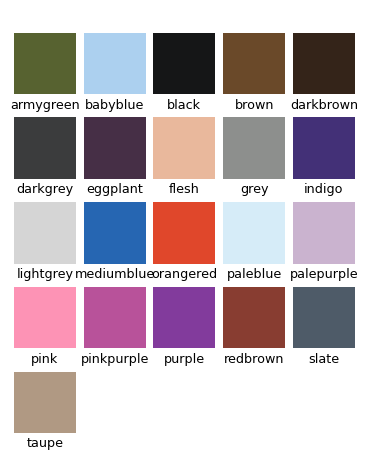 armygreen babyblue black brown darkbrown
darkgrey eggplant flesh grey indigo
lightgrey mediumblue orangered paleblue palepurple
pink pinkpurple purple redbrown slate
taupe